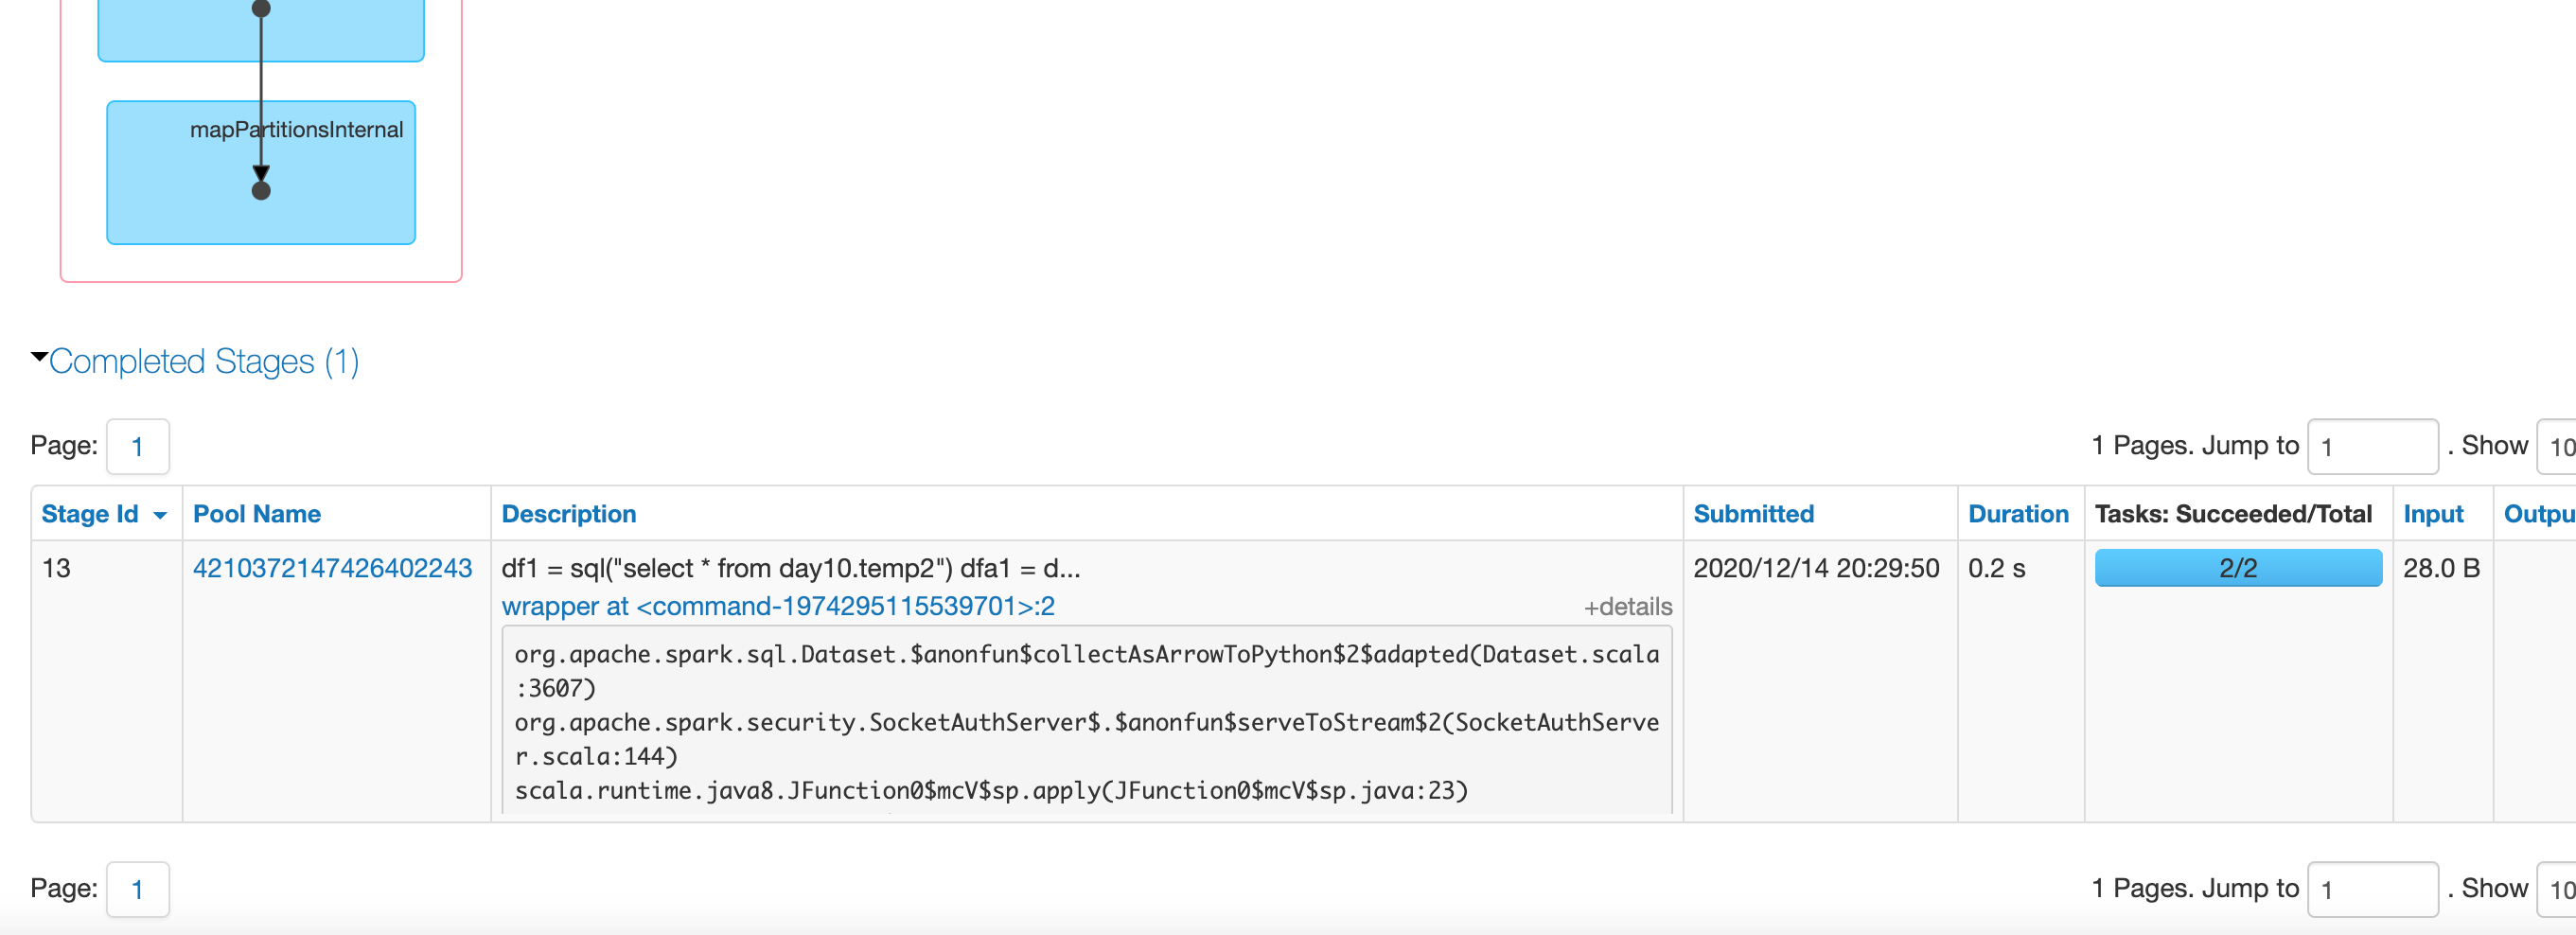 mapPartitionsInternal
Completed Stages (1)
Page: 1
1 Pages. Jump to 1 . Show 10
Stage Id Pool Name Description Submitted Duration Tasks: Succeeded/Total Input Outpu
13 4210372147426402243 df1 = sql("select * from day10.temp2") dfa1 = d... 2020/12/14 20:29:50 0.2 s 2/2 28.0 B
wrapper at <command-1974295115539701>:2 +details
org.apache.spark.sql.Dataset.$anonfun$collectAsArrowToPython$2$adapted(Dataset.scala
:3607)
org.apache.spark.security.SocketAuthServer$.$anonfun$serveToStream$2(SocketAuthServe
r.scala:144)
scala.runtime.java8.JFunction0$mcV$sp.apply(JFunction0$mcV$sp.java:23)
Page: 1
1 Pages. Jump to 1 . Show 10